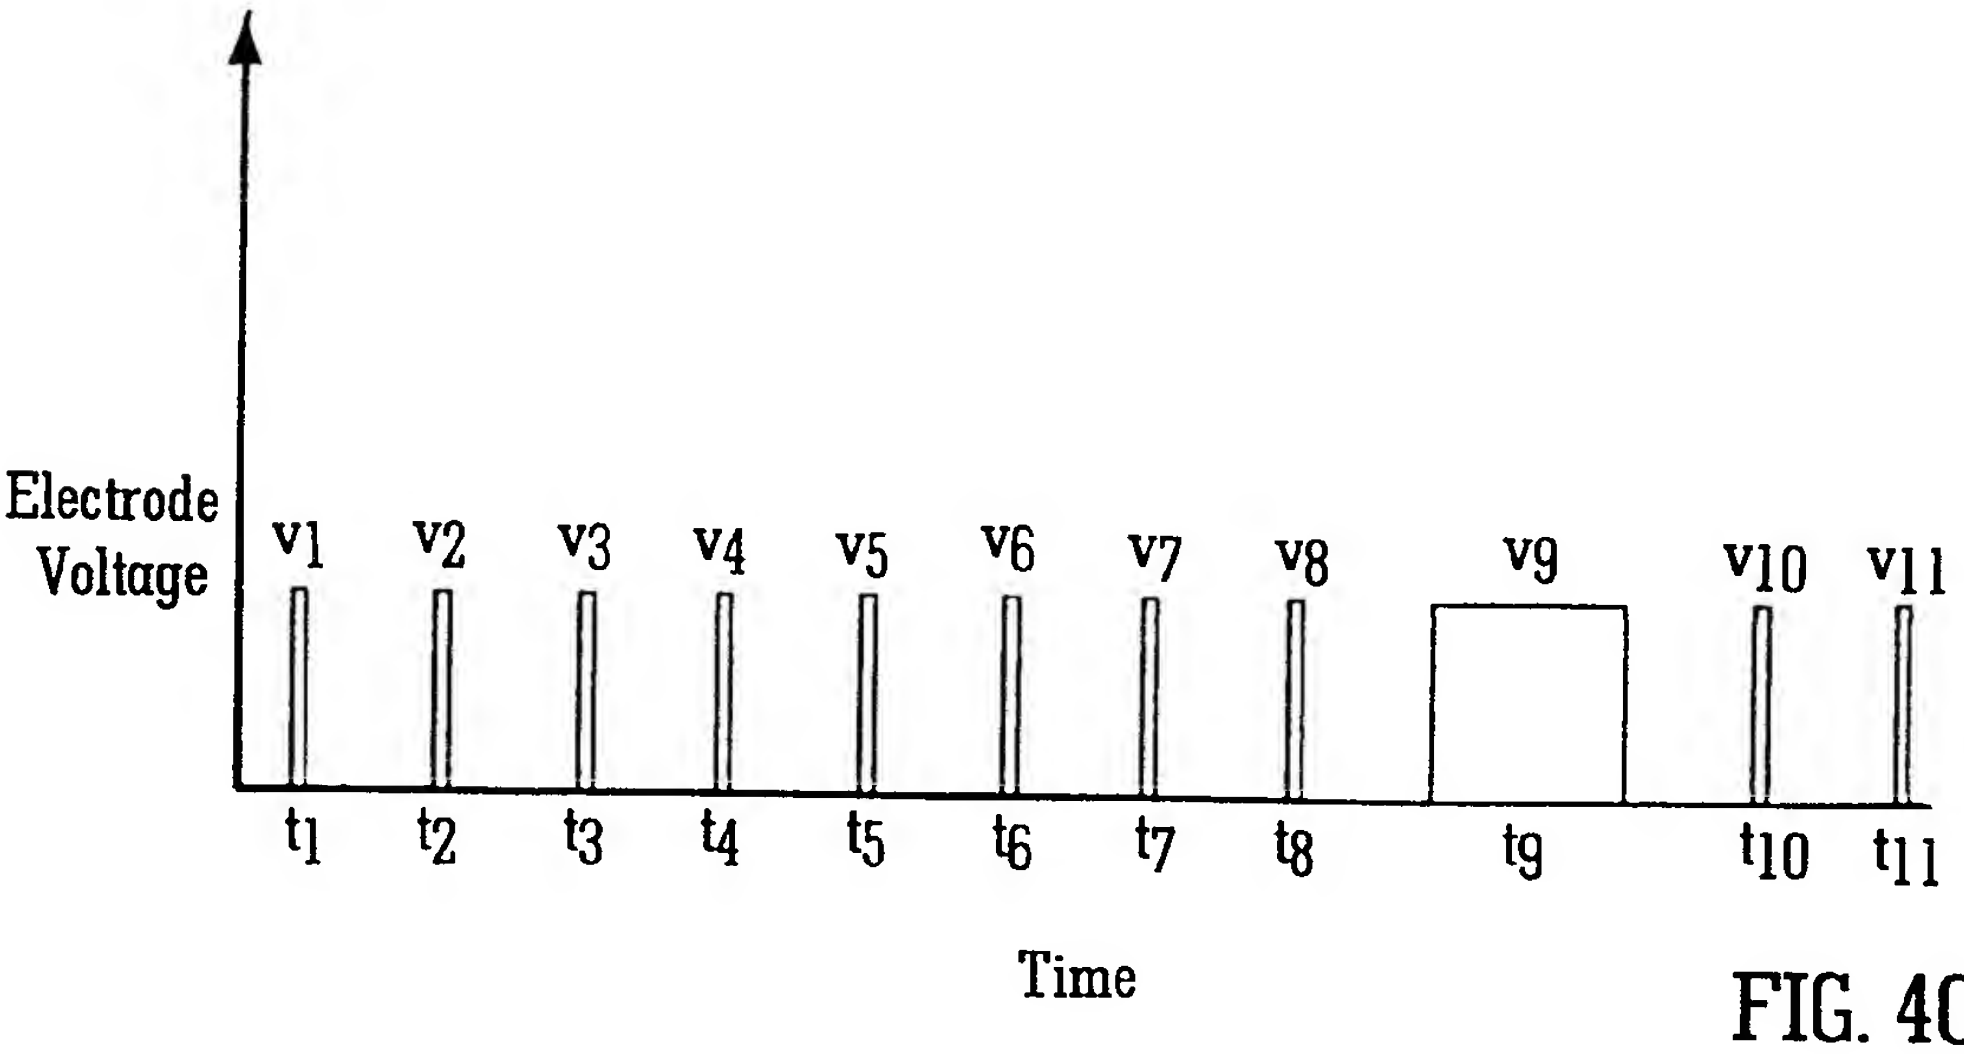 Electrode
Voltage
v1 v2 v3 v4 v5 v6 v7 v8 v9 v10 v11
t1 t2 t3 t4 t5 t6 t7 t8 t9 t10 t11
Time
FIG.